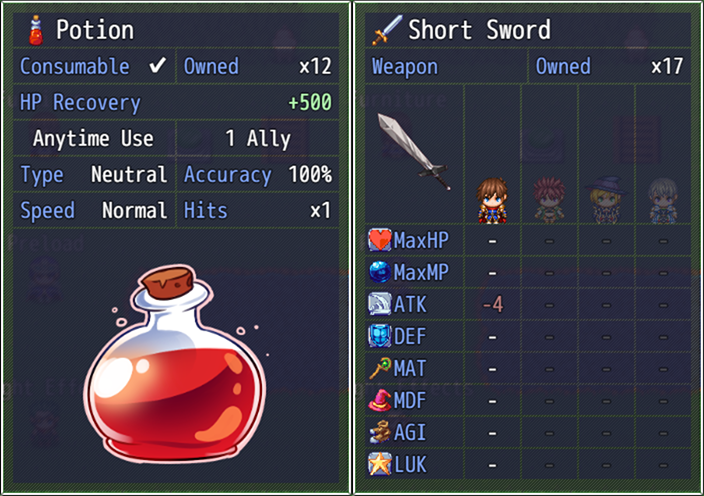 Potion
Consumable ✔ Owned x12
HP Recovery +500
Anytime Use 1 Ally
Type Neutral Accuracy 100%
Speed Normal Hits x1
Preload
Short Sword
Weapon Owned x17
MaxHP - - - -
MaxMP - - - -
ATK -4 - - -
DEF - - - -
MAT - - - -
MDF - - - -
AGI - - - -
LUK - - - -